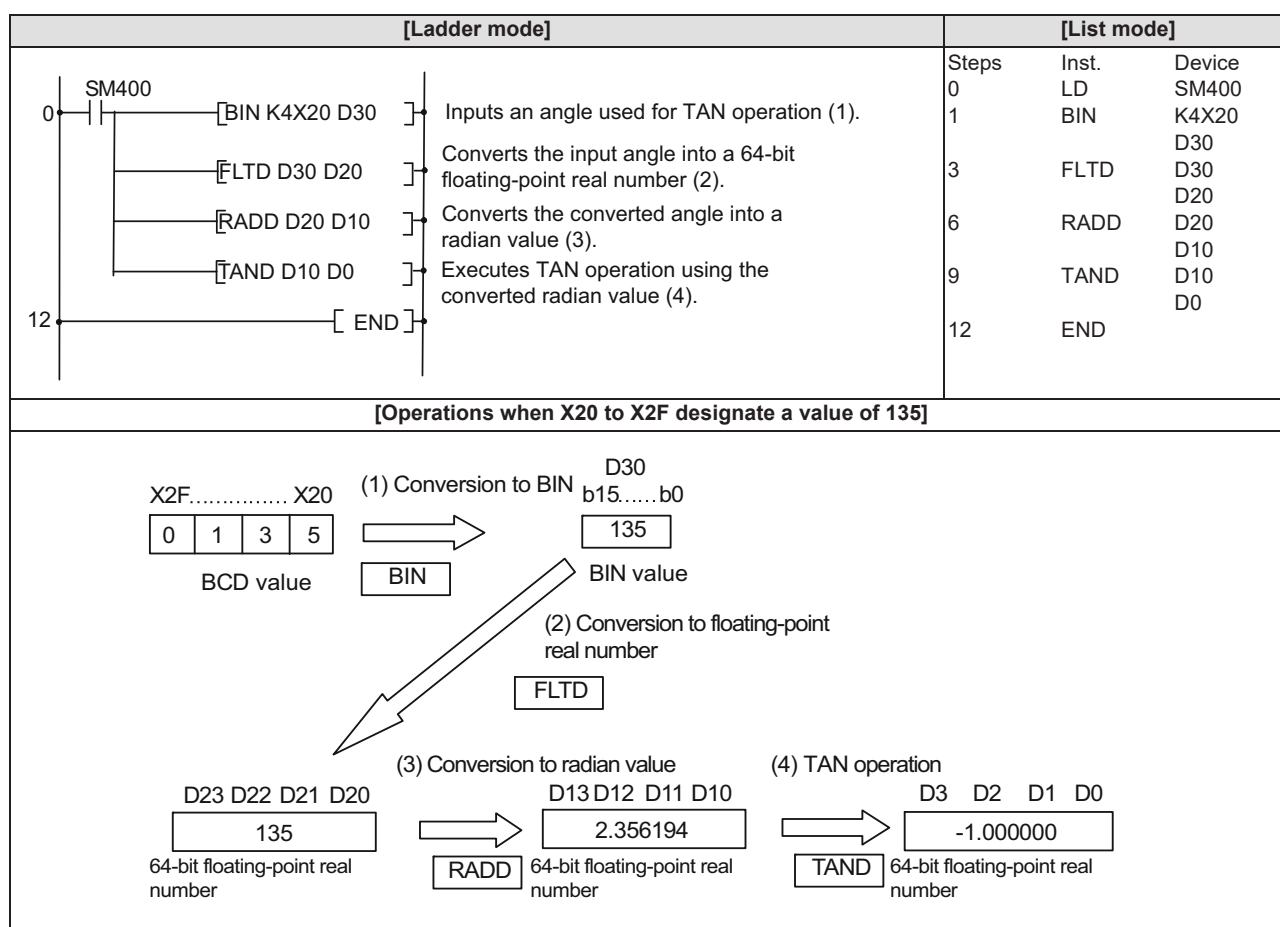 [Ladder mode]
[List mode]
SM400
0
[BIN K4X20 D30 ]
Inputs an angle used for TAN operation (1).
[FLTD D30 D20 ]
Converts the input angle into a 64-bit
floating-point real number (2).
[RADD D20 D10 ]
Converts the converted angle into a
radian value (3).
[TAND D10 D0 ]
Executes TAN operation using the
converted radian value (4).
12
[ END ]
Steps Inst. Device
0 LD SM400
1 BIN K4X20
D30
3 FLTD D30
D20
6 RADD D20
D10
9 TAND D10
D0
12 END
[Operations when X20 to X2F designate a value of 135]
X2F............... X20
0 1 3 5
BCD value
(1) Conversion to BIN
BIN
D30
b15......b0
135
BIN value
(2) Conversion to floating-point
real number
FLTD
D23 D22 D21 D20
135
64-bit floating-point real
number
(3) Conversion to radian value
RADD
D13 D12 D11 D10
2.356194
64-bit floating-point real
number
(4) TAN operation
TAND
D3 D2 D1 D0
-1.000000
64-bit floating-point real
number